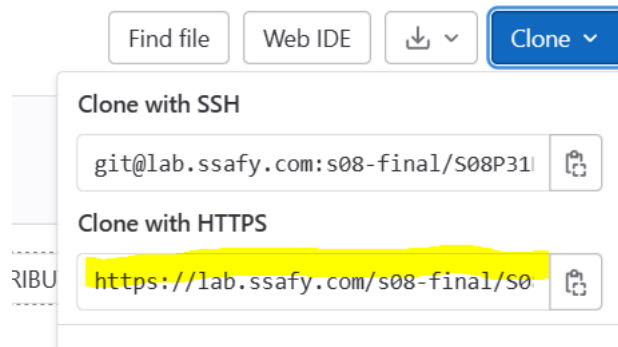 Find file
Web IDE
Clone
Clone with SSH
git@lab.ssafy.com:s08-final/S08P31
Clone with HTTPS
RIBU
https://lab.ssafy.com/s08-final/S0